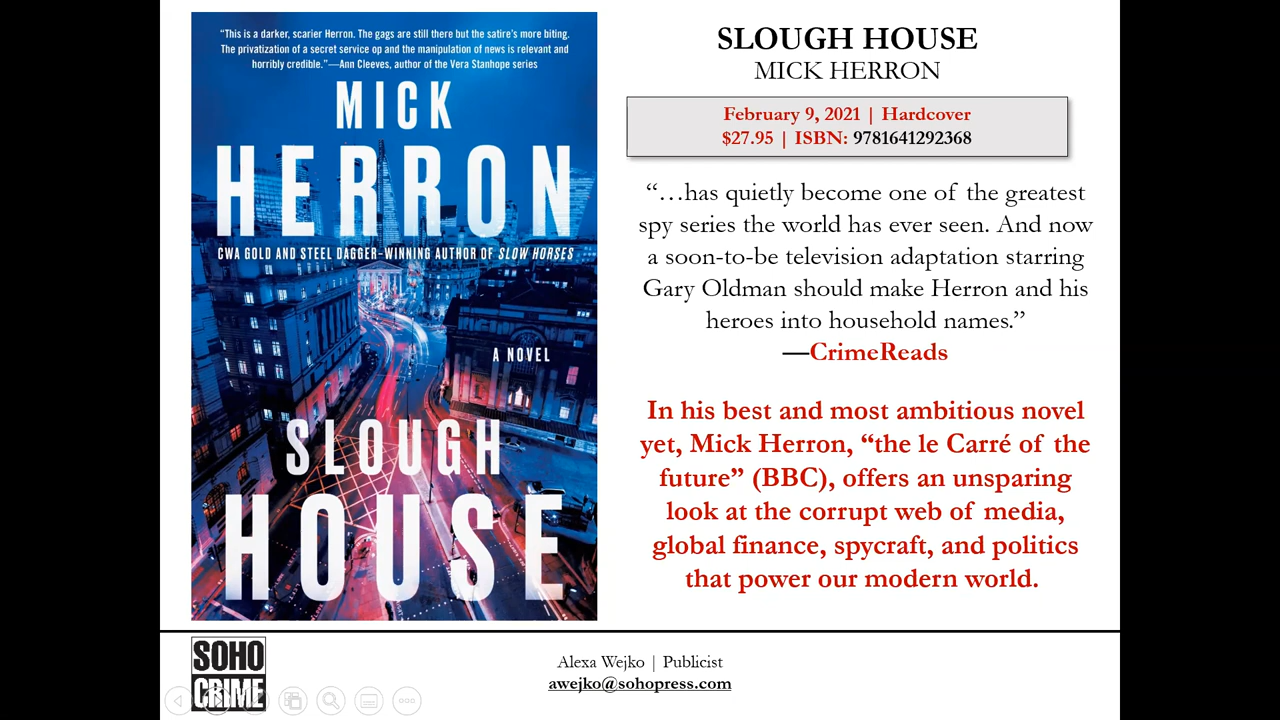 “This is a darker, scarier Herron. The gags are still there but the satire’s more biting.
The privatization of a secret service op and the manipulation of news is relevant and
horribly credible.”—Ann Cleeves, author of the Vera Stanhope series
MICK
HERRON
CWA GOLD AND STEEL DAGGER–WINNING AUTHOR OF SLOW HORSES
A NOVEL
SLOUGH
HOUSE
SLOUGH HOUSE
MICK HERRON
February 9, 2021 | Hardcover
$27.95 | ISBN: 9781641292368
“…has quietly become one of the greatest
spy series the world has ever seen. And now
a soon-to-be television adaptation starring
Gary Oldman should make Herron and his
heroes into household names.”
—CrimeReads
In his best and most ambitious novel
yet, Mick Herron, “the le Carré of the
future” (BBC), offers an unsparing
look at the corrupt web of media,
global finance, spycraft, and politics
that power our modern world.
SOHO
CRIME
Alexa Wejko | Publicist
awejko@sohopress.com